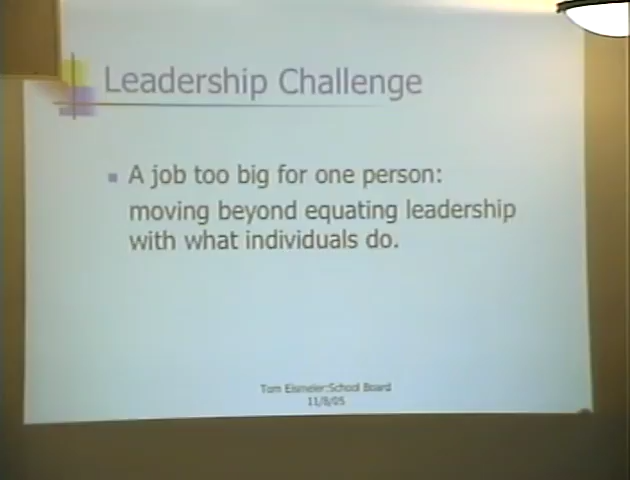 Leadership Challenge
A job too big for one person:
moving beyond equating leadership
with what individuals do.
Tom Eismeier:School Board
11/8/05